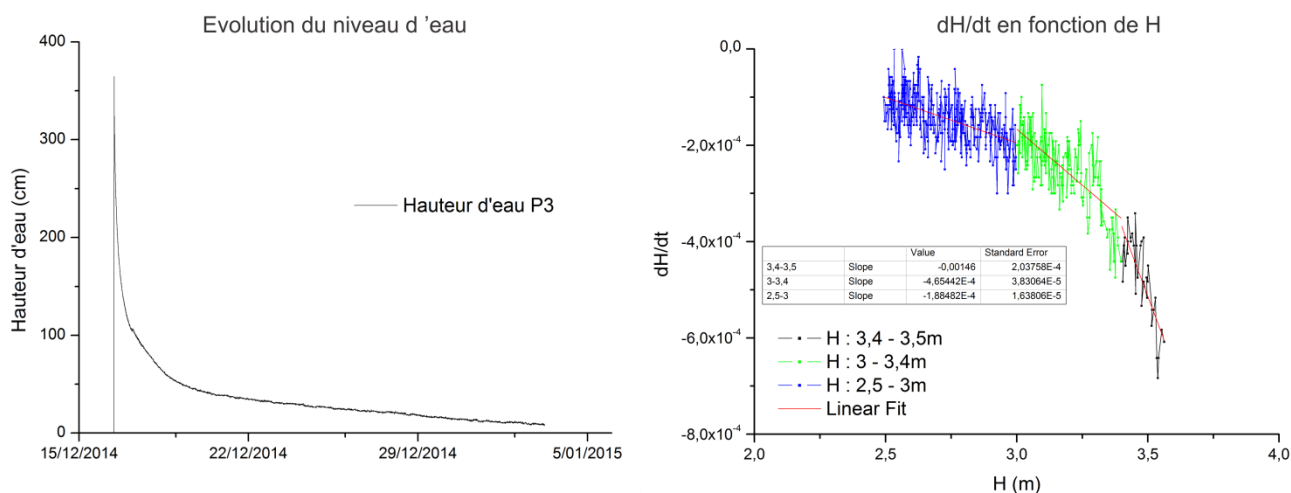 Evolution du niveau d ’eau
400
300
200
100
0
Hauteur d'eau (cm)
Hauteur d'eau P3
15/12/2014
22/12/2014
29/12/2014
5/01/2015
dH/dt en fonction de H
0,0
-2,0x10⁻⁴
-4,0x10⁻⁴
-6,0x10⁻⁴
-8,0x10⁻⁴
dH/dt
Value Standard Error
3,4-3,5 Slope -0,00146 2,03758E-4
3-3,4 Slope -4,65442E-4 3,83064E-5
2,5-3 Slope -1,88482E-4 1,63806E-5
H : 3,4 - 3,5m
H : 3 - 3,4m
H : 2,5 - 3m
Linear Fit
2,0
2,5
3,0
3,5
4,0
H (m)